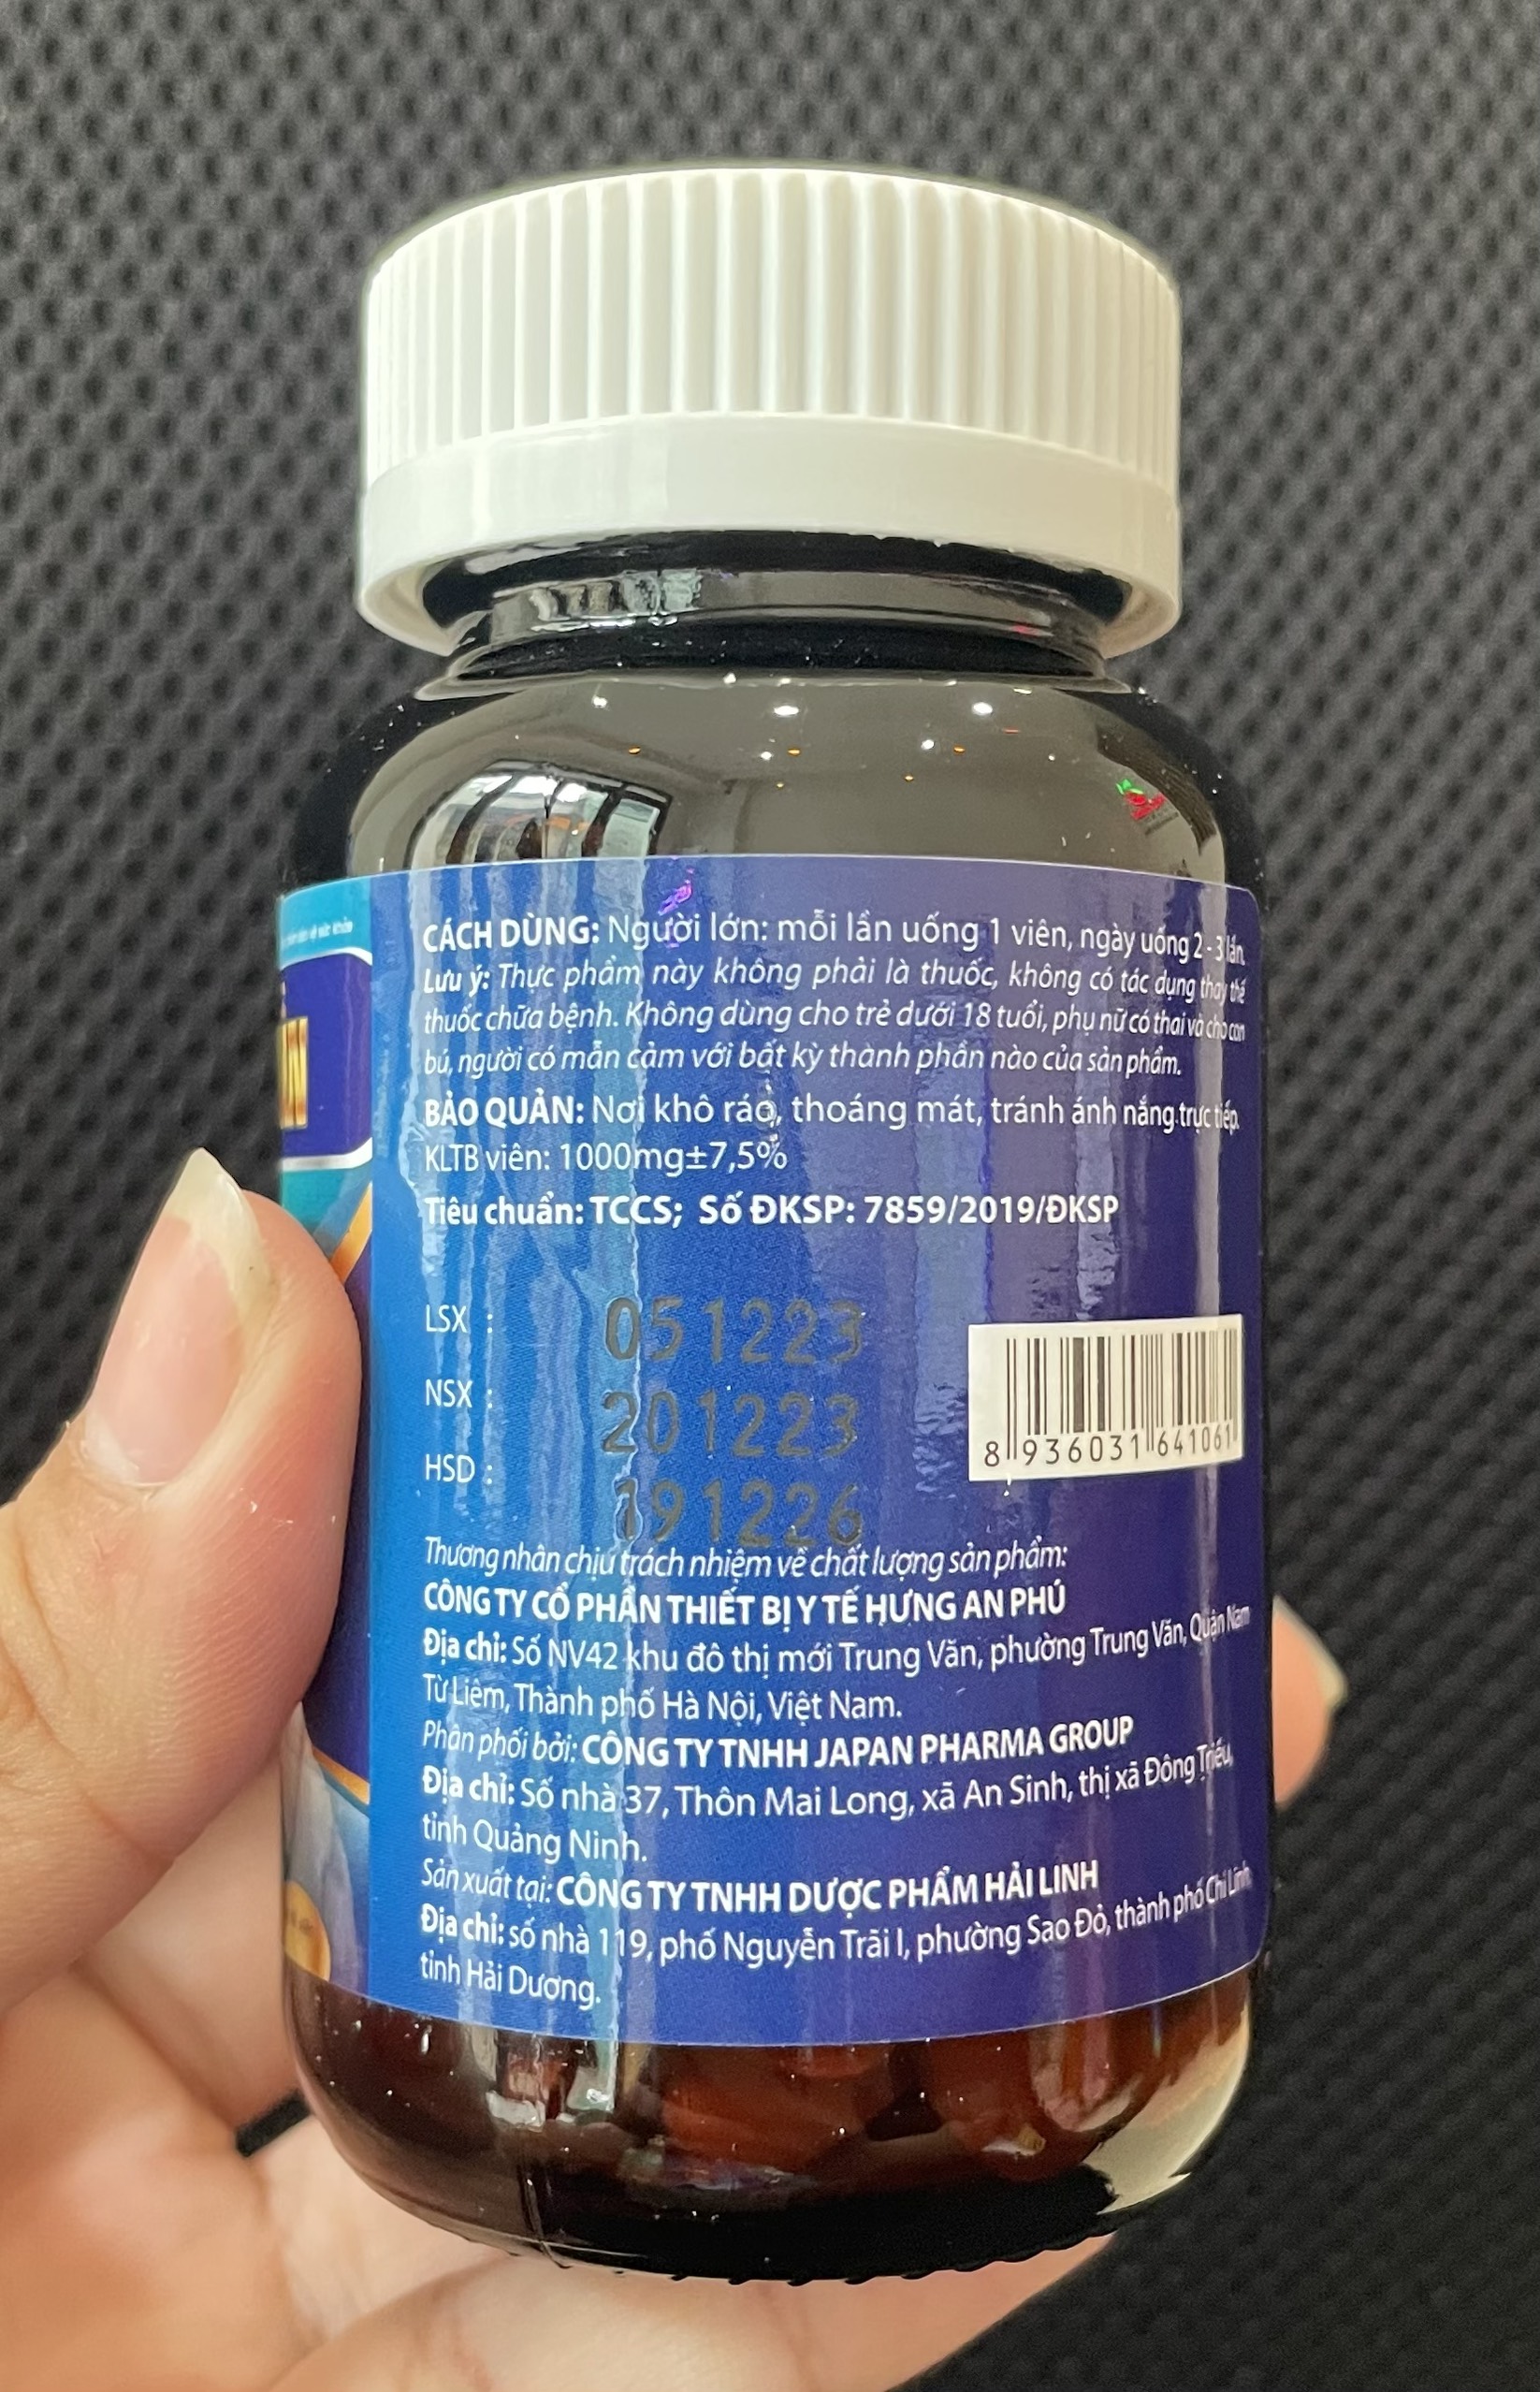 CÁCH DÙNG: Người lớn: mỗi lần uống 1 viên, ngày uống 2 - 3 lần.
Lưu ý: Thực phẩm này không phải là thuốc, không có tác dụng thay thế
thuốc chữa bệnh. Không dùng cho trẻ dưới 18 tuổi, phụ nữ có thai và cho con
bú, người có mẫn cảm với bất kỳ thành phần nào của sản phẩm.
BẢO QUẢN: Nơi khô ráo, thoáng mát, tránh ánh nắng trực tiếp.
KLTB viên: 1000mg±7,5%
Tiêu chuẩn: TCCS; Số ĐKSP: 7859/2019/ĐKSP
LSX : 051223
NSX : 201223
HSD : 191226
8 936031 641061
Thương nhân chịu trách nhiệm về chất lượng sản phẩm:
CÔNG TY CỔ PHẦN THIẾT BỊ Y TẾ HƯNG AN PHÚ
Địa chỉ: Số NV42 khu đô thị mới Trung Văn, phường Trung Văn, Quận Nam
Từ Liêm, Thành phố Hà Nội, Việt Nam.
Phân phối bởi: CÔNG TY TNHH JAPAN PHARMA GROUP
Địa chỉ: Số nhà 37, Thôn Mai Long, xã An Sinh, thị xã Đông Triều,
tỉnh Quảng Ninh.
Sản xuất tại: CÔNG TY TNHH DƯỢC PHẨM HẢI LINH
Địa chỉ: số nhà 119, phố Nguyễn Trãi I, phường Sao Đỏ, thành phố Chí Linh,
tỉnh Hải Dương.